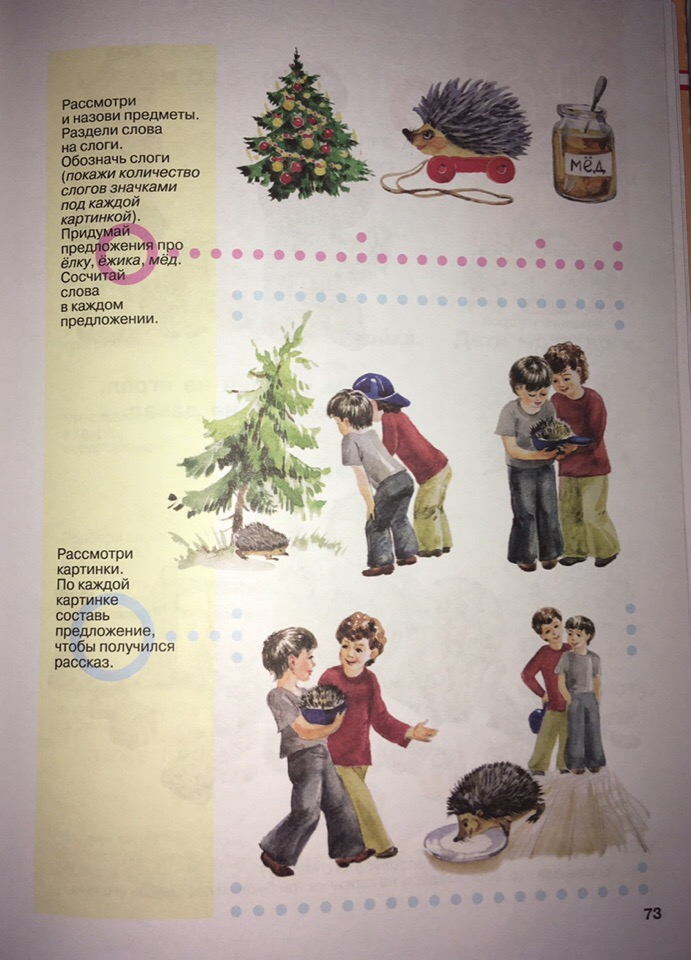 Рассмотри
и назови предметы.
Раздели слова
на слоги.
Обозначь слоги
(покажи количество
слогов значками
под каждой
картинкой).
Придумай
предложения про
ёлку, ёжика, мёд.
Сосчитай
слова
в каждом
предложении.
МЁД
Рассмотри
картинки.
По каждой
картинке
составь
предложение,
чтобы получился
рассказ.
73